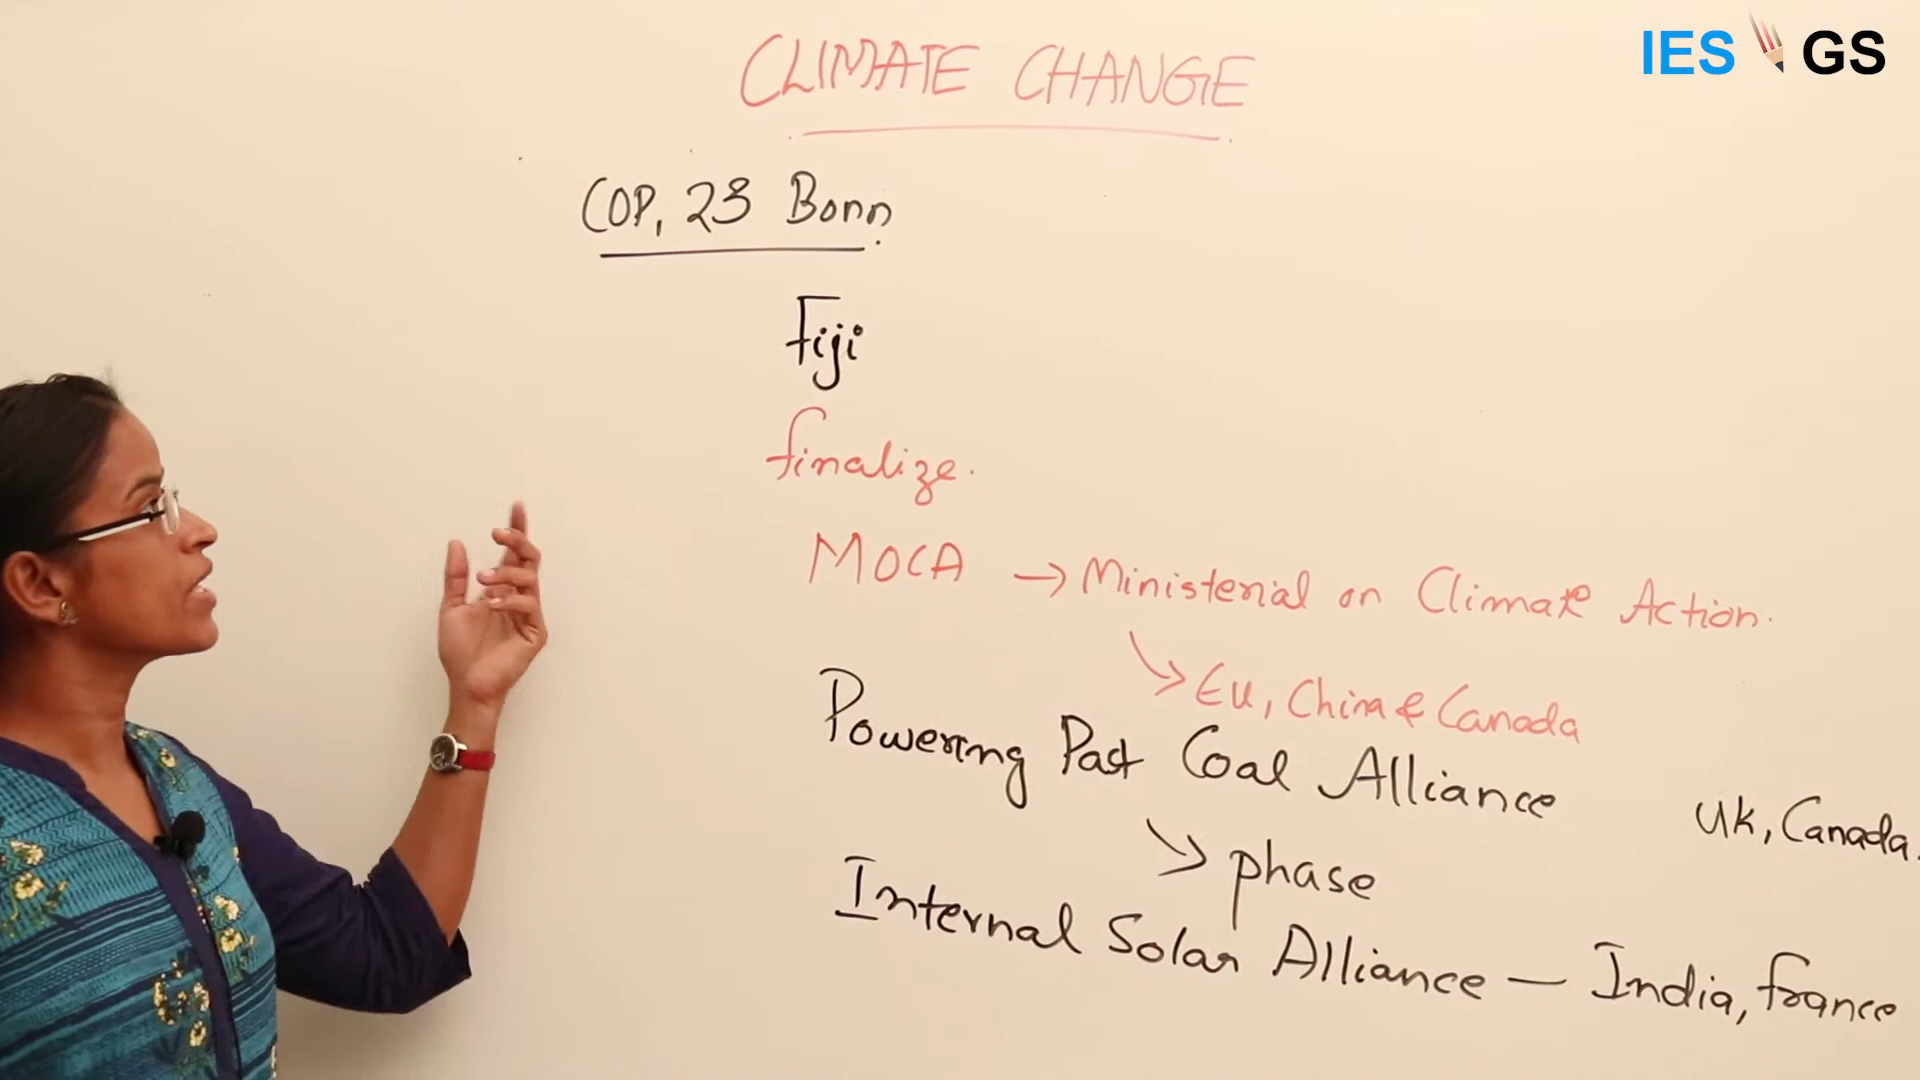 IES GS
CLIMATE CHANGE
COP, 23 Bonn
Fiji
finalize.
MOCA → Ministerial on Climate Action.
↘ EU, China & Canada
Powering Past Coal Alliance UK, Canada.
↘ phase
Internal Solar Alliance — India, France